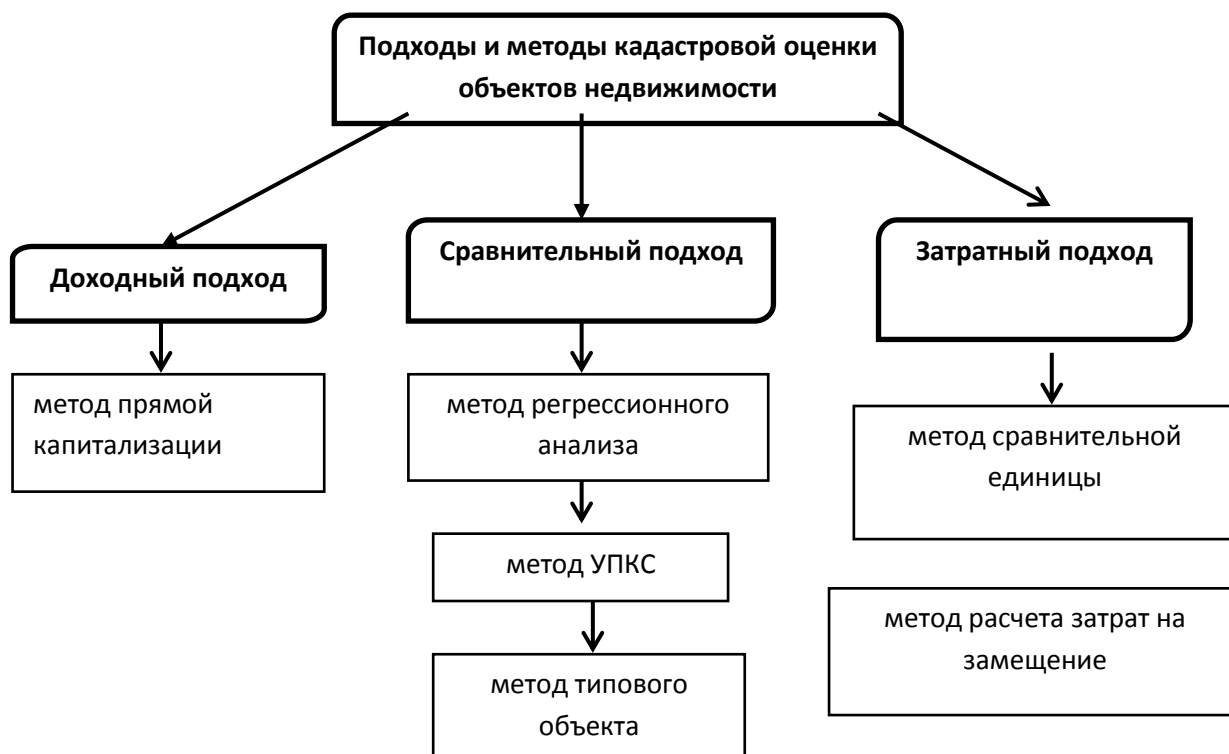 Подходы и методы кадастровой оценки
объектов недвижимости
Доходный подход
Сравнительный подход
Затратный подход
метод прямой
капитализации
метод регрессионного
анализа
метод сравнительной
единицы
метод УПКС
метод расчета затрат на
замещение
метод типового
объекта